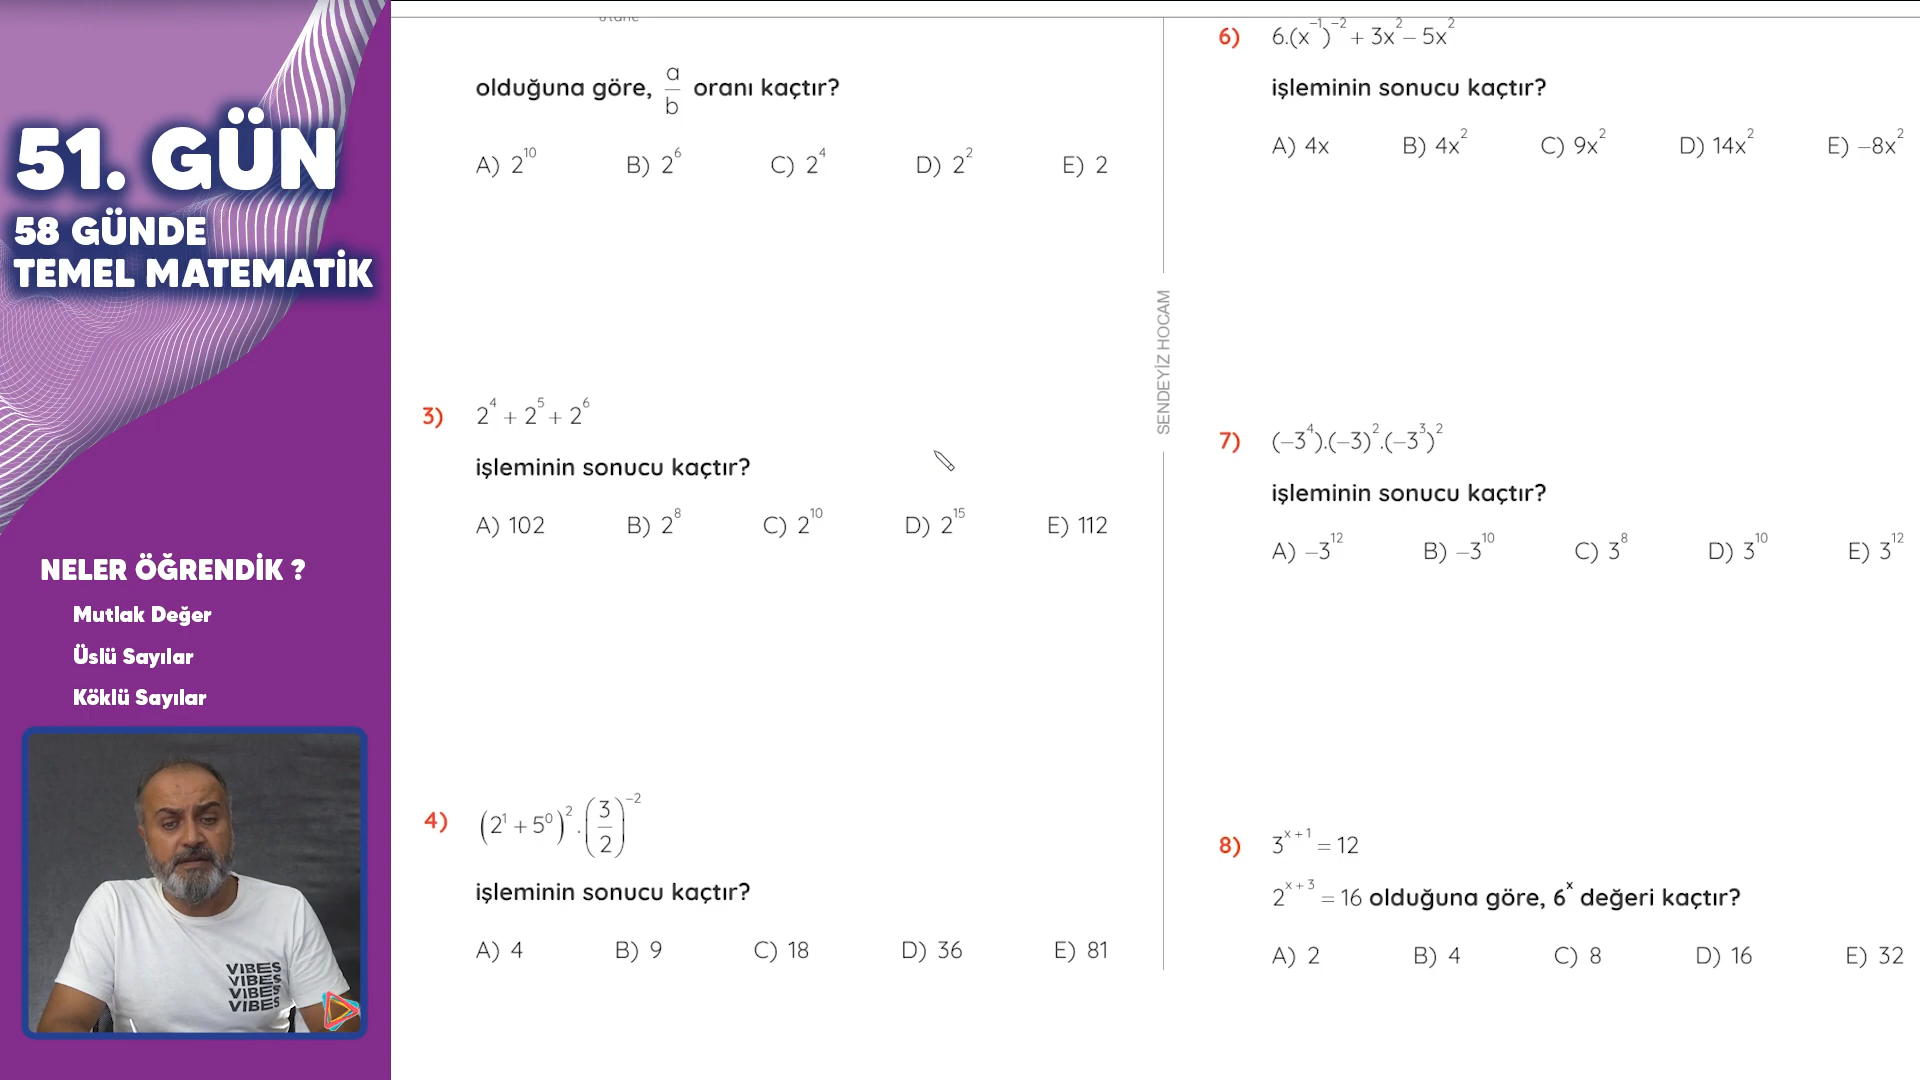 51. GÜN
58 GÜNDE
TEMEL MATEMATİK
NELER ÖĞRENDİK ?
Mutlak Değer
Üslü Sayılar
Köklü Sayılar
VIBES
VIBES
VIBES
VIBES
olduğuna göre, a/b oranı kaçtır?
A) 2^10 B) 2^6 C) 2^4 D) 2^2 E) 2
3) 2^4 + 2^5 + 2^6
işleminin sonucu kaçtır?
A) 102 B) 2^8 C) 2^10 D) 2^15 E) 112
4) (2^1 + 5^0)^2 . (3/2)^-2
işleminin sonucu kaçtır?
A) 4 B) 9 C) 18 D) 36 E) 81
SENDEYİZ HOCAM
6) 6.(x^-1)^-2 + 3x^2 – 5x^2
işleminin sonucu kaçtır?
A) 4x B) 4x^2 C) 9x^2 D) 14x^2 E) –8x^2
7) (–3^4).(–3)^2.(–3^3)^2
işleminin sonucu kaçtır?
A) –3^12 B) –3^10 C) 3^8 D) 3^10 E) 3^12
8) 3^x+1 = 12
2^x+3 = 16 olduğuna göre, 6^x değeri kaçtır?
A) 2 B) 4 C) 8 D) 16 E) 32